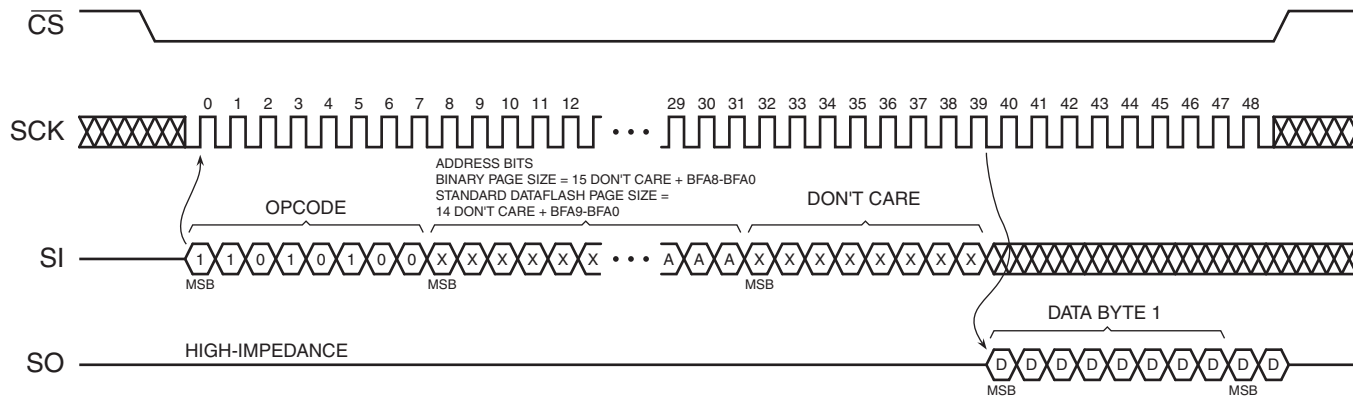 CS
SCK
0 1 2 3 4 5 6 7 8 9 10 11 12 29 30 31 32 33 34 35 36 37 38 39 40 41 42 43 44 45 46 47 48
ADDRESS BITS
BINARY PAGE SIZE = 15 DON'T CARE + BFA8-BFA0
STANDARD DATAFLASH PAGE SIZE =
14 DON'T CARE + BFA9-BFA0
OPCODE
DON'T CARE
SI
1 1 0 1 0 1 0 0 X X X X X X A A A X X X X X X X X
MSB MSB MSB
DATA BYTE 1
SO
HIGH-IMPEDANCE
D D D D D D D D D D
MSB MSB